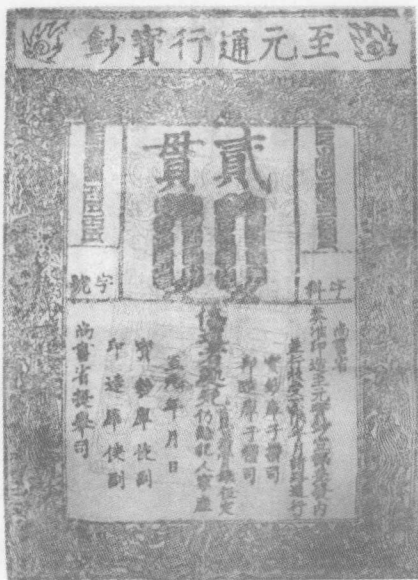 至元通行寶鈔
貳貫
字料
字號
尚書省
奏准印造至元寶鈔宣課差役內
並行收受不限年月諸路通行
寶鈔庫子攢司
印造庫子攢司
偽造者處死
首告者賞銀伍定
仍給犯人家產
至元 年 月 日
寶鈔庫使副
印造庫使副
尚書省提舉司